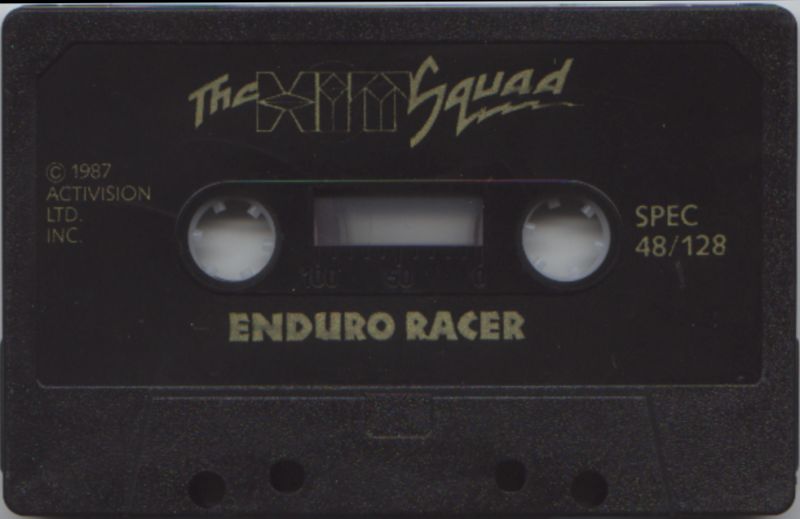 The HIT Squad
© 1987
ACTIVISION
LTD.
INC.
SPEC
48/128
100 50 0
ENDURO RACER